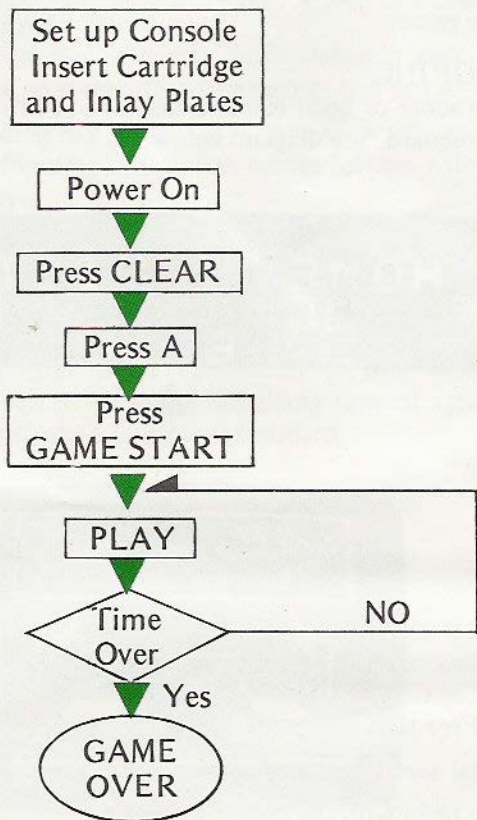 Set up Console
Insert Cartridge
and Inlay Plates
Power On
Press CLEAR
Press A
Press
GAME START
PLAY
Time
Over
NO
Yes
GAME
OVER